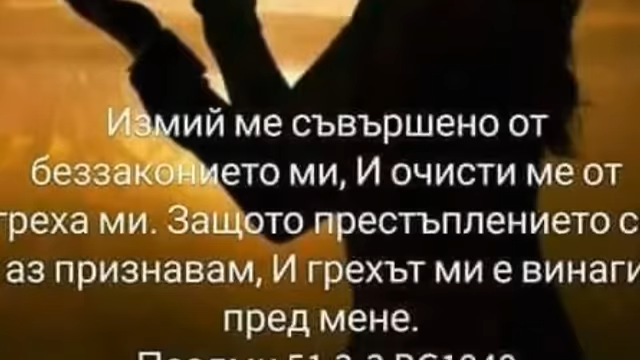 Измий ме съвършено от
беззаконието ми, И очисти ме от
греха ми. Защото престъплението с
аз признавам, И грехът ми е винаги
пред мене.